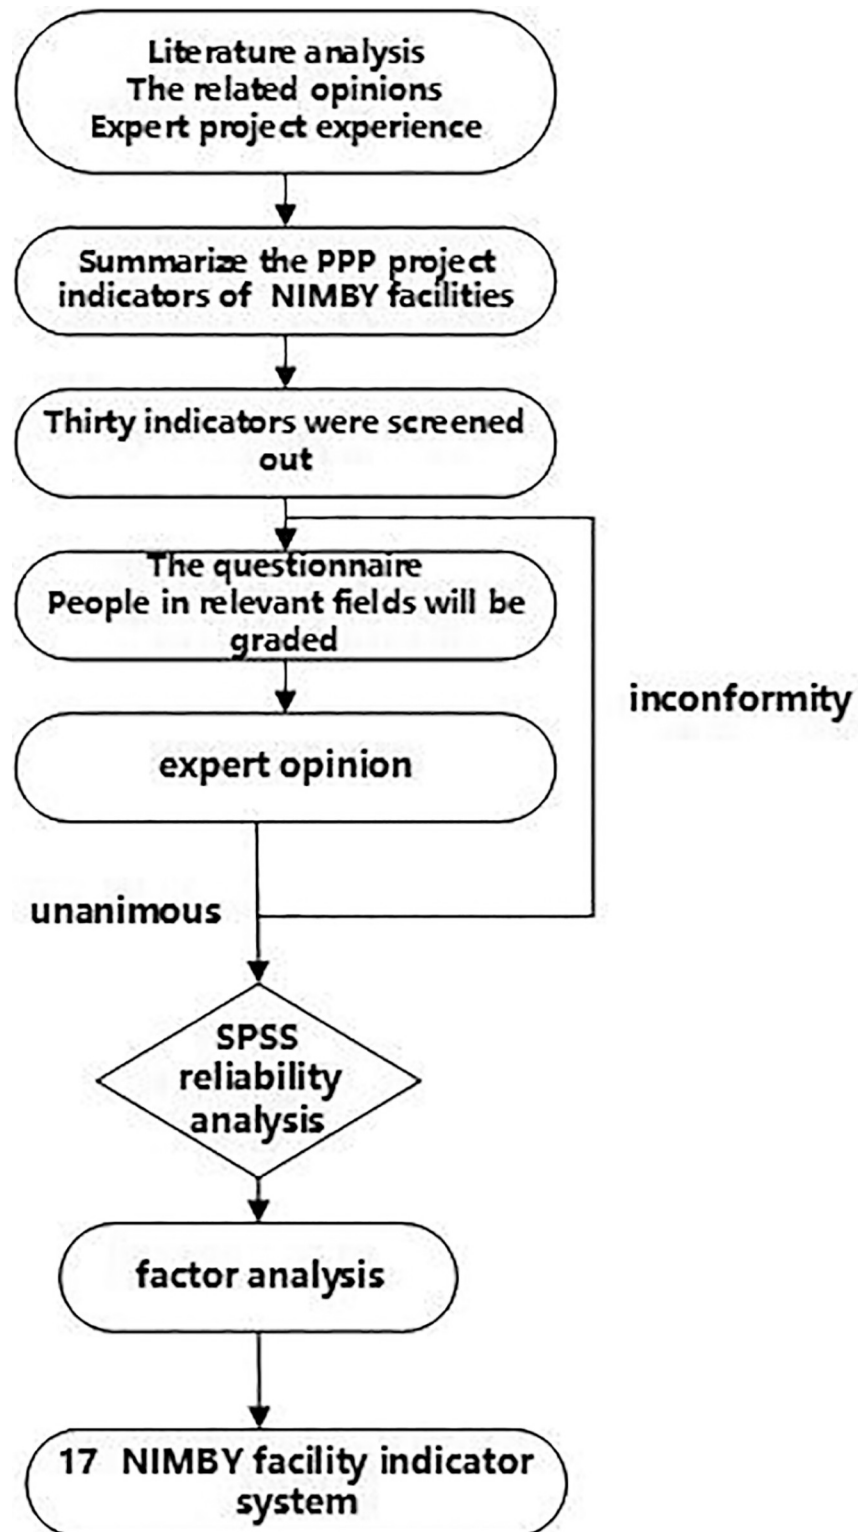 Literature analysis
The related opinions
Expert project experience
Summarize the PPP project
indicators of NIMBY facilities
Thirty indicators were screened
out
The questionnaire
People in relevant fields will be
graded
inconformity
expert opinion
unanimous
SPSS
reliability
analysis
factor analysis
17 NIMBY facility indicator
system